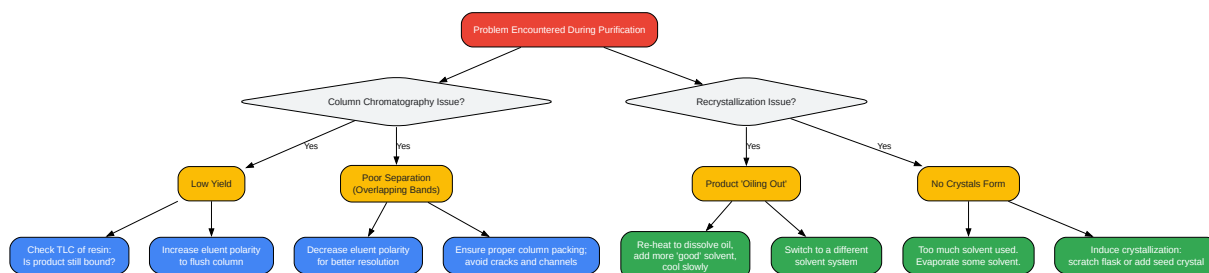 Problem Encountered During Purification
Column Chromatography Issue?
Recrystallization Issue?
Yes
Yes
Yes
Yes
Low Yield
Poor Separation
(Overlapping Bands)
Product 'Oiling Out'
No Crystals Form
Check TLC of resin:
Is product still bound?
Increase eluent polarity
to flush column
Decrease eluent polarity
for better resolution
Ensure proper column packing;
avoid cracks and channels
Re-heat to dissolve oil,
add more 'good' solvent,
cool slowly
Switch to a different
solvent system
Too much solvent used.
Evaporate some solvent.
Induce crystallization:
scratch flask or add seed crystal